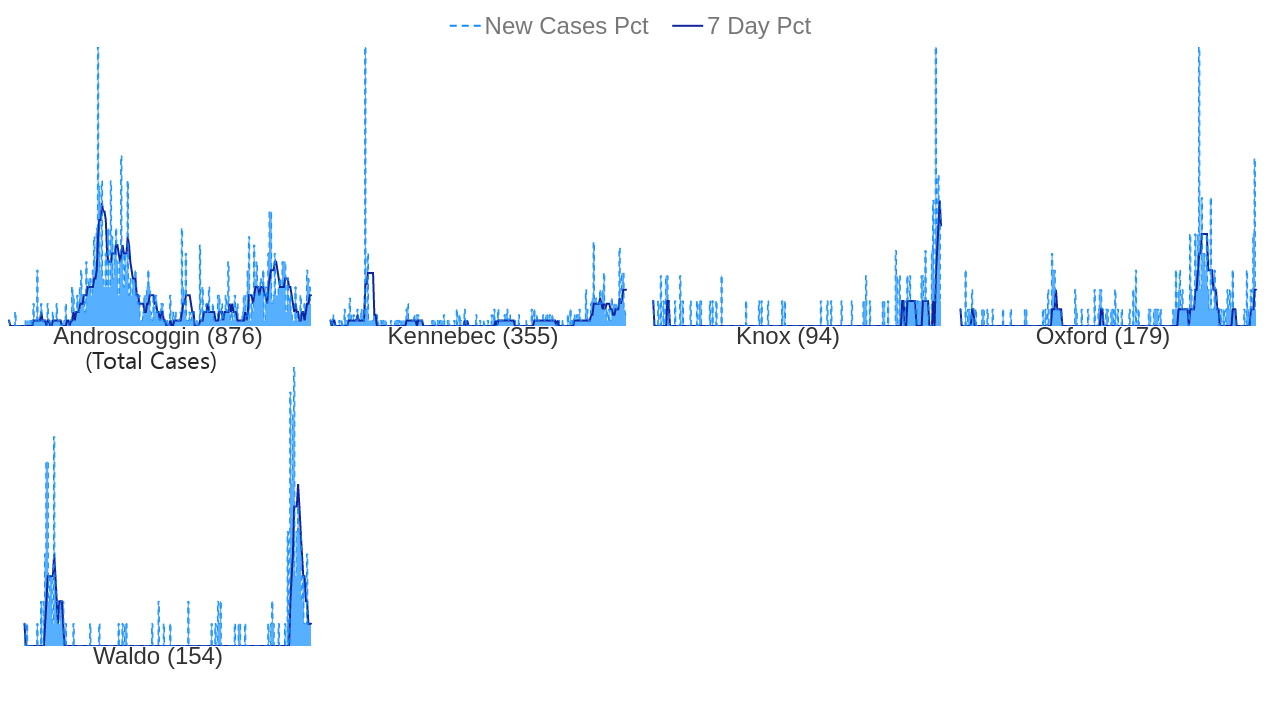 New Cases Pct 7 Day Pct
Androscoggin (876) Kennebec (355) Knox (94) Oxford (179)
(Total Cases)
Waldo (154)